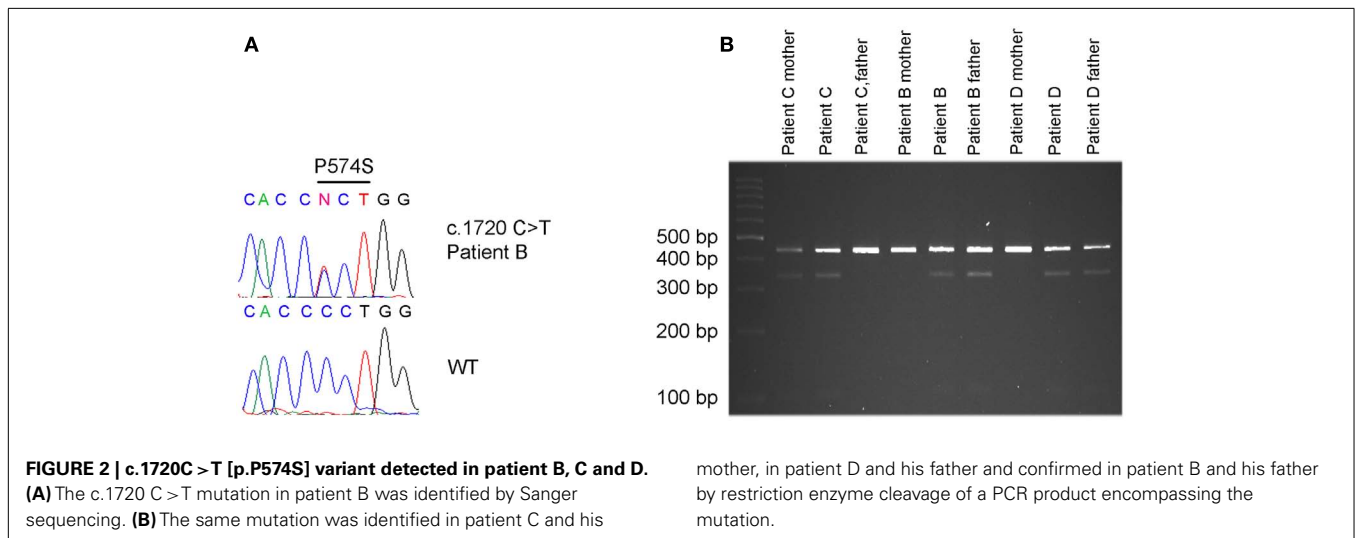 A
P574S
C A C C N C T G G
c.1720 C>T
Patient B
C A C C C C T G G
WT
B
Patient C mother
Patient C
Patient C,father
Patient B mother
Patient B
Patient B father
Patient D mother
Patient D
Patient D father
500 bp
400 bp
300 bp
200 bp
100 bp
FIGURE 2 | c.1720C > T [p.P574S] variant detected in patient B, C and D.
(A) The c.1720 C > T mutation in patient B was identified by Sanger
sequencing. (B) The same mutation was identified in patient C and his
mother, in patient D and his father and confirmed in patient B and his father
by restriction enzyme cleavage of a PCR product encompassing the
mutation.